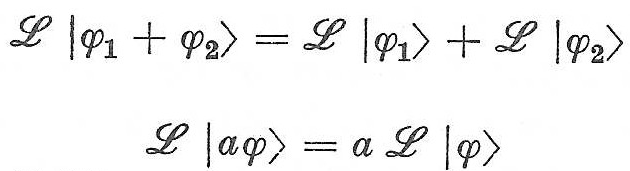 ℒ |φ₁ + φ₂⟩ = ℒ |φ₁⟩ + ℒ |φ₂⟩
ℒ |aφ⟩ = a ℒ |φ⟩